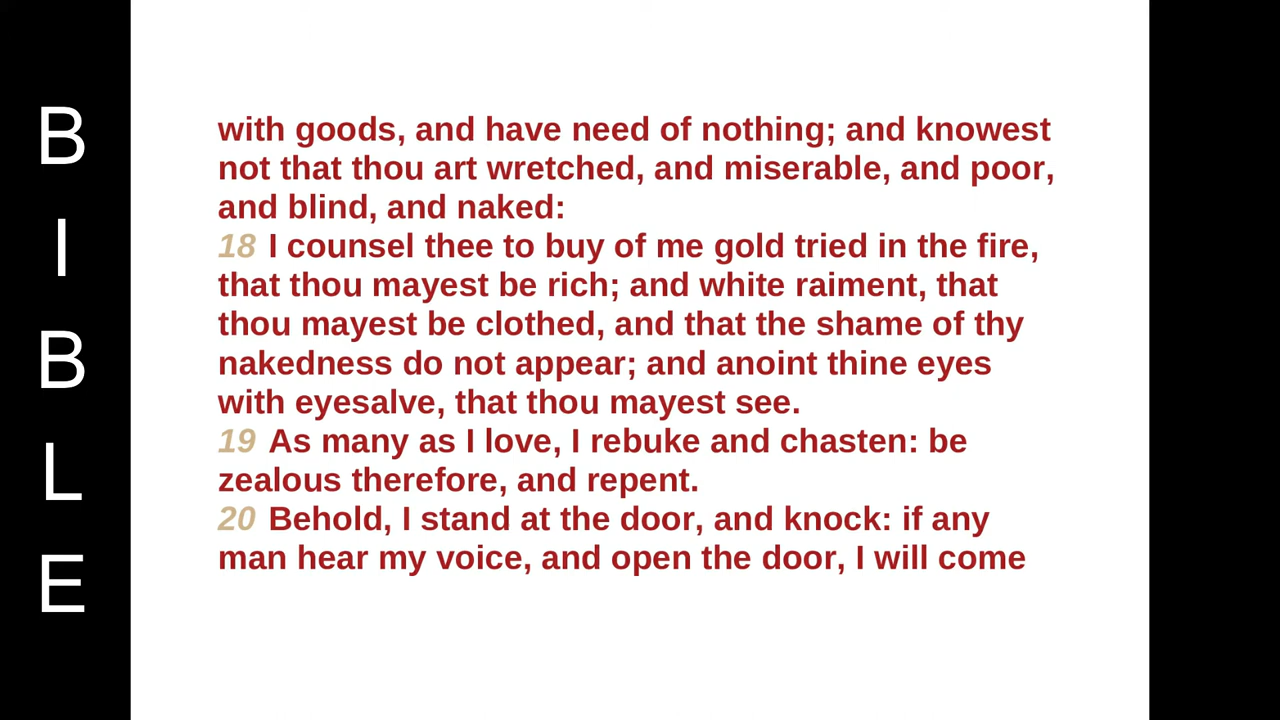 B
I
B
L
E
with goods, and have need of nothing; and knowest
not that thou art wretched, and miserable, and poor,
and blind, and naked:
18 I counsel thee to buy of me gold tried in the fire,
that thou mayest be rich; and white raiment, that
thou mayest be clothed, and that the shame of thy
nakedness do not appear; and anoint thine eyes
with eyesalve, that thou mayest see.
19 As many as I love, I rebuke and chasten: be
zealous therefore, and repent.
20 Behold, I stand at the door, and knock: if any
man hear my voice, and open the door, I will come